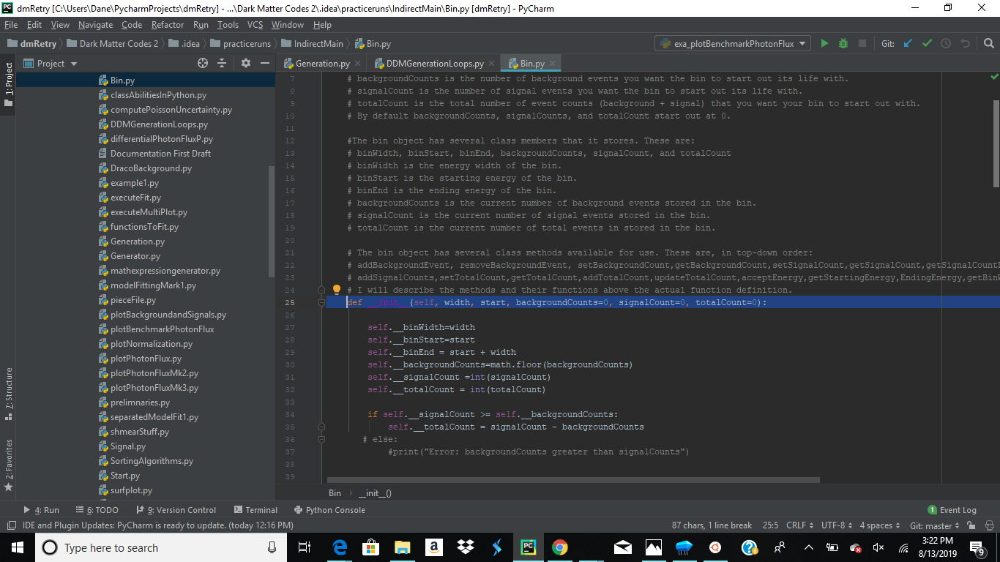 dmRetry [C:\Users\Dane\PycharmProjects\dmRetry] - ...\Dark Matter Codes 2\.idea\practiceruns\IndirectMain\Bin.py [dmRetry] - PyCharm
File Edit View Navigate Code Refactor Run Tools VCS Window Help
dmRetry Dark Matter Codes 2 .idea practiceruns IndirectMain Bin.py exa_plotBenchmarkPhotonFlux Git:
1: Project
7: Structure
2: Favorites
Project
Bin.py
classAbilitiesInPython.py
computePoissonUncertainty.py
DDMGenerationLoops.py
differentialPhotonFluxP.py
Documentation First Draft
DracoBackground.py
example1.py
executeFit.py
executeMultiPlot.py
functionsToFit.py
Generation.py
Generator.py
mathexpressiongenerator.py
modelFittingMark1.py
pieceFile.py
plotBackgroundandSignals.py
plotBenchmarkPhotonFlux
plotNormalization.py
plotPhotonFlux.py
plotPhotonFluxMk2.py
plotPhotonFluxMk3.py
prelimnaries.py
separatedModelFit1.py
shmearStuff.py
Signal.py
SortingAlgorithms.py
Start.py
surfplot.py
Generation.py DDMGenerationLoops.py Bin.py
7 # backgroundCounts is the number of background events you want the bin to start out its life with.
8 # signalCount is the number of signal events you want the bin to start out its life with.
9 # totalCount is the total number of event counts (background + signal) that you want your bin to start out with.
10 # By default backgroundCounts, signalCounts, and totalCount start out at 0.
11
12 #The bin object has several class members that it stores. These are:
13 # binWidth, binStart, binEnd, backgroundCounts, signalCount, and totalCount
14 # binWidth is the energy width of the bin.
15 # binStart is the starting energy of the bin.
16 # binEnd is the ending energy of the bin.
17 # backgroundCounts is the current number of background events stored in the bin.
18 # signalCount is the current number of signal events stored in the bin.
19 # totalCount is the current number of total events in stored in the bin.
20
21 # The bin object has several class methods available for use. These are, in top-down order:
22 # addBackgroundEvent, removeBackgroundEvent, setBackgroundCount,getBackgroundCount,setSignalCount,getSignalCount,getSignalCount
23 # addSignalCounts,setTotalCount,getTotalCount,addTotalCount,updateTotalCount,acceptEnergy,getStartingEnergy,EndingEnergy,getBinW
24 # I will describe the methods and their functions above the actual function definition.
25 def __init__(self, width, start, backgroundCounts=0, signalCount=0, totalCount=0):
26
27 self.__binWidth=width
28 self.__binStart=start
29 self.__binEnd = start + width
30 self.__backgroundCounts=math.floor(backgroundCounts)
31 self.__signalCount =int(signalCount)
32 self.__totalCount = int(totalCount)
33
34 if self.__signalCount >= self.__backgroundCounts:
35 self.__totalCount = signalCount - backgroundCounts
36 # else:
37 #print("Error: backgroundCounts greater than signalCounts")
38
39
Bin __init__()
4: Run 6: TODO 9: Version Control Terminal Python Console 1 Event Log
IDE and Plugin Updates: PyCharm is ready to update. (today 12:16 PM) 87 chars, 1 line break 25:5 CRLF UTF-8 4 spaces Git: master
Type here to search
3:22 PM
8/13/2019
9